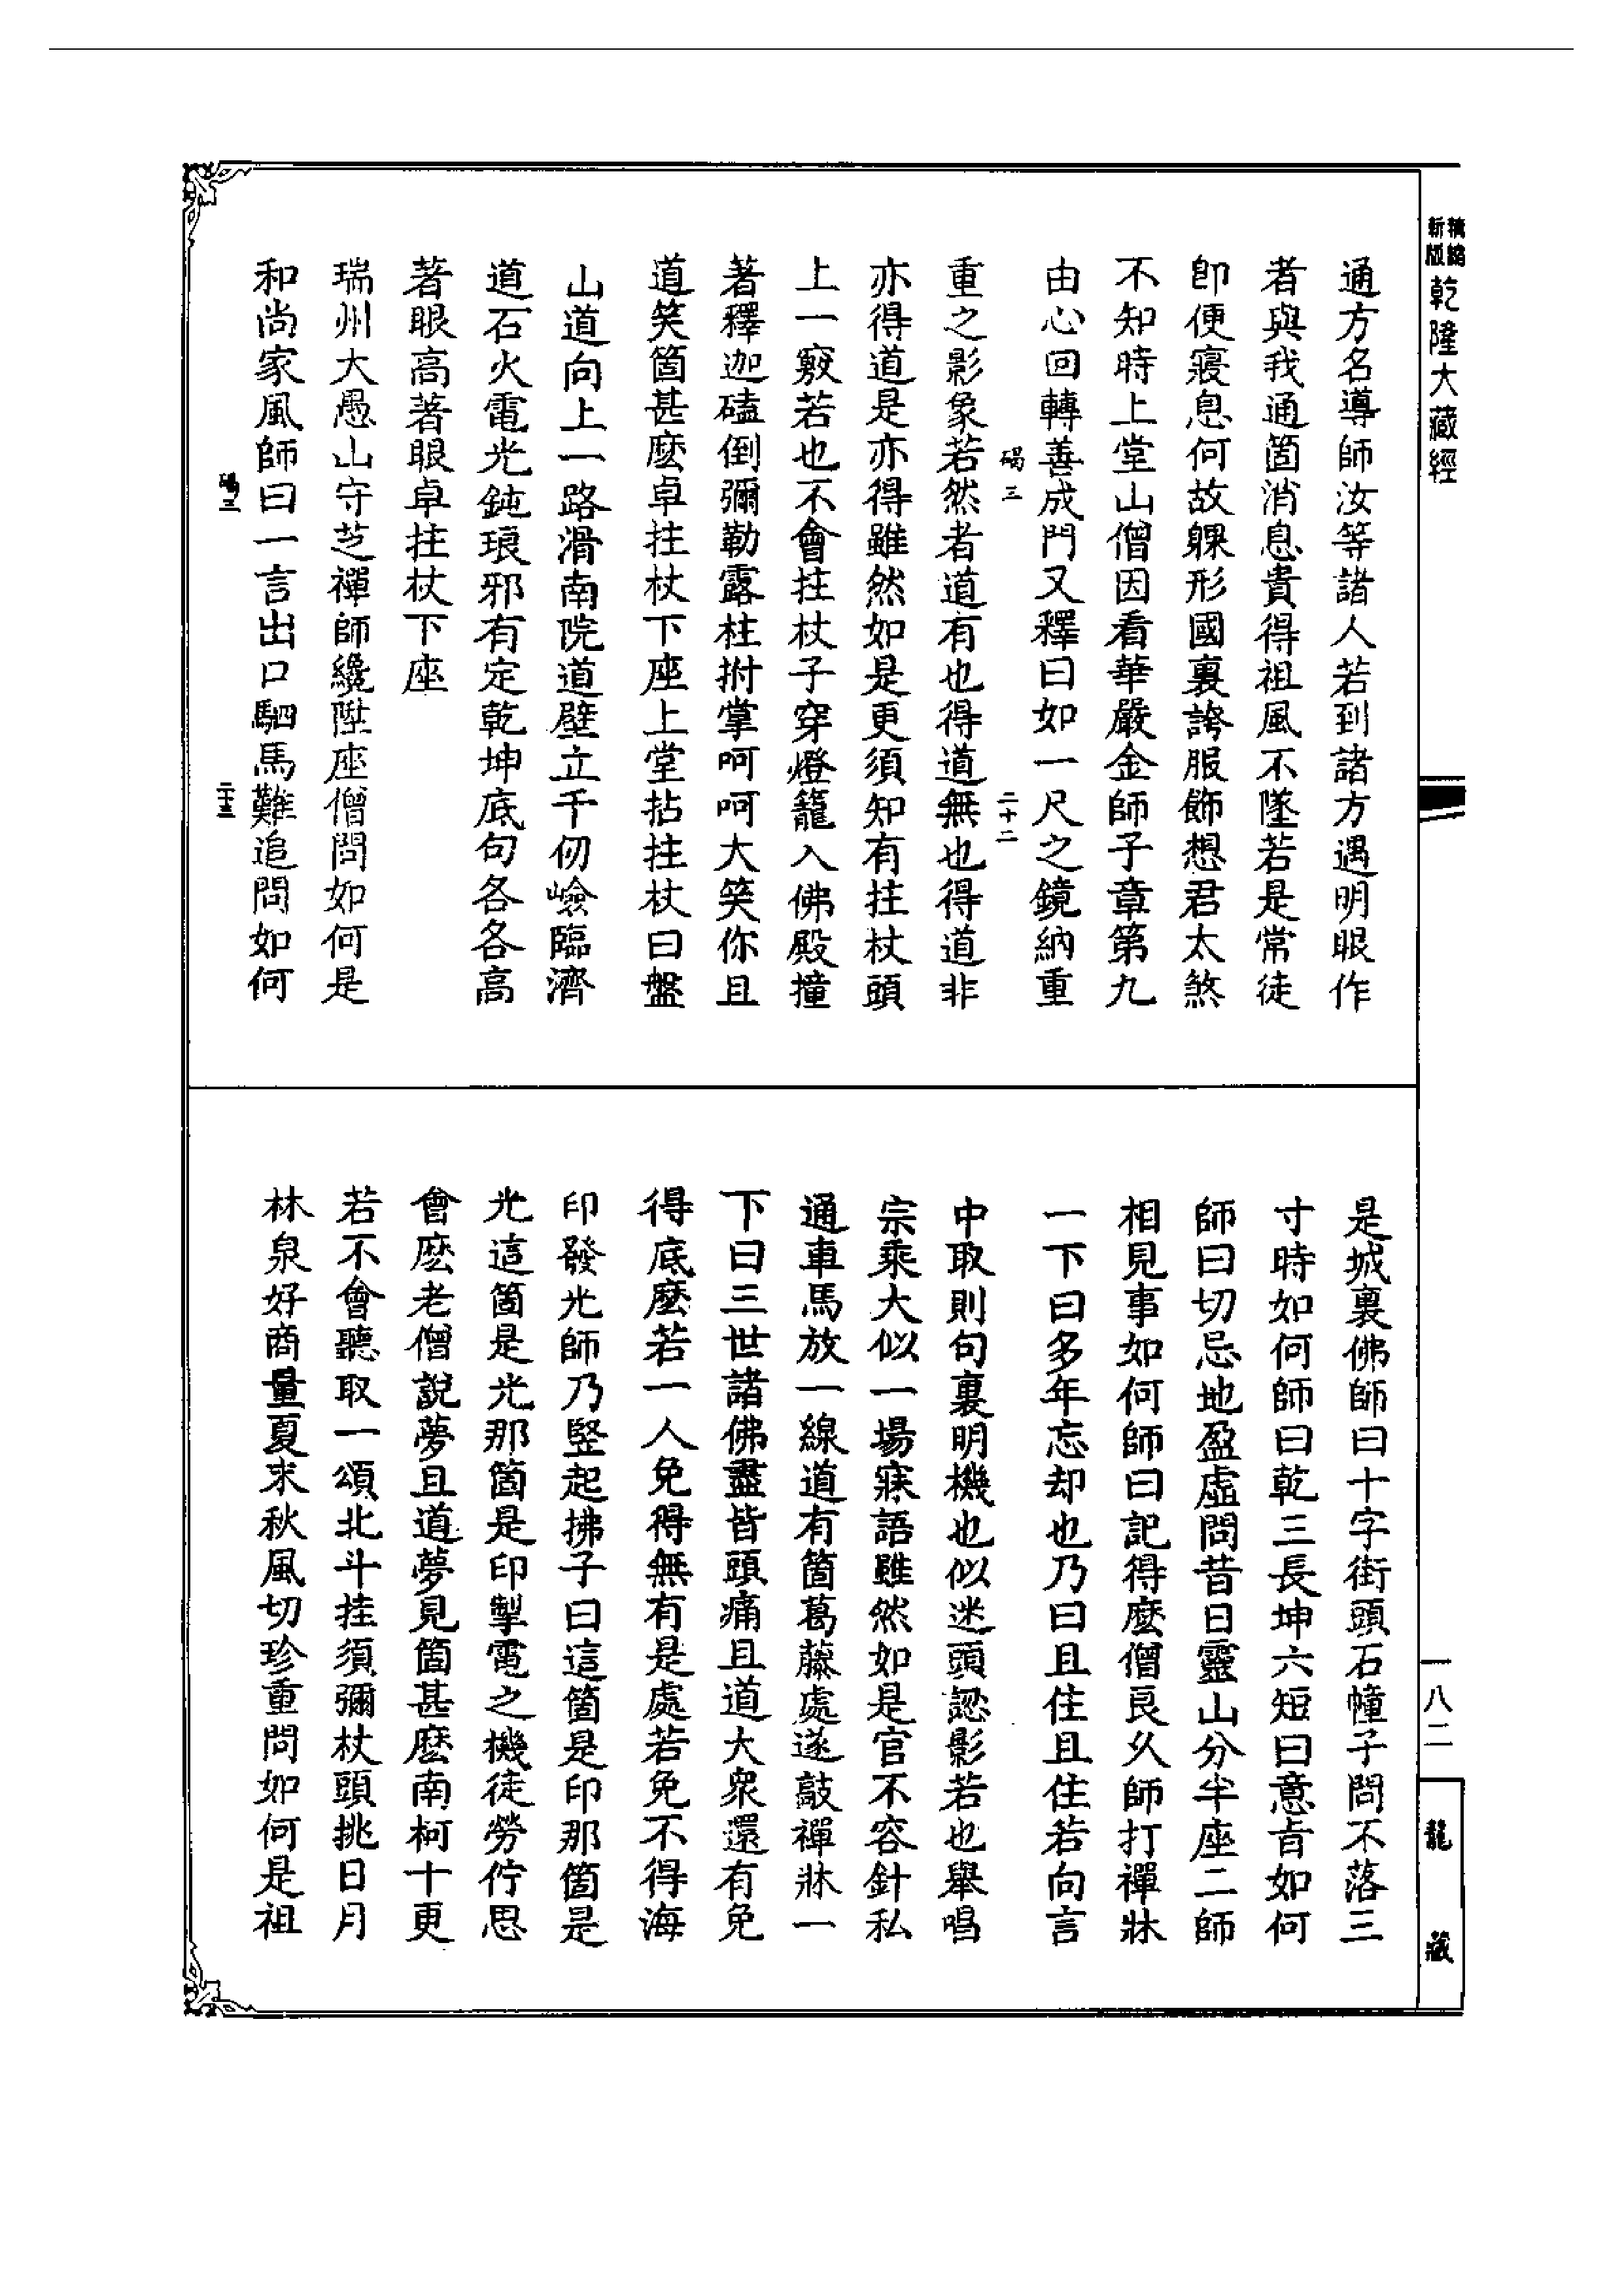 乾隆大藏經
通方名導師汝等諸人若到諸方遇明眼作
者與我通箇消息貴得祖風不墜若是常徒
卽便寢息何故躶形國裏誇服飾想君太煞
不知時上堂山僧因看華嚴金師子章第九
由心回轉善成門又釋曰如一尺之鏡納重
碣三
二十二
重之影象若然者道有也得道無也得道非
亦得道是亦得雖然如是更須知有拄杖頭
上一竅若也不會拄杖子穿燈籠入佛殿撞
著釋迦磕倒彌勒露柱拊掌呵呵大笑你且
道笑箇甚麽卓拄杖下座上堂拈拄杖曰盤
山道向上一路滑南院道壁立千仞嶮臨濟
道石火電光鈍琅邪有定乾坤底句各各高
著眼高著眼卓拄杖下座
瑞州大愚山守芝禪師纔陞座僧問如何是
和尚家風師曰一言出口駟馬難追問如何
碣三
二十三
是城裏佛師曰十字街頭石幢子問不落三
寸時如何師曰乾三長坤六短曰意旨如何
師曰切忌地盈虛問昔日靈山分半座二師
相見事如何師曰記得麽僧良久師打禪牀
一下曰多年忘却也乃曰且住且住若向言
中取則句裏明機也似迷頭認影若也舉唱
宗乘大似一場寐語雖然如是官不容針私
通車馬放一線道有箇葛藤處遂敲禪牀一
下曰三世諸佛盡皆頭痛且道大衆還有免
得底麽若一人免得無有是處若免不得海
印發光師乃竪起拂子曰這箇是印那箇是
光這箇是光那箇是印掣電之機徒勞佇思
會麽老僧說夢且道夢見箇甚麽南柯十更
若不會聽取一頌北斗挂須彌杖頭挑日月
林泉好商量夏末秋風切珍重問如何是祖
一八二
龍藏